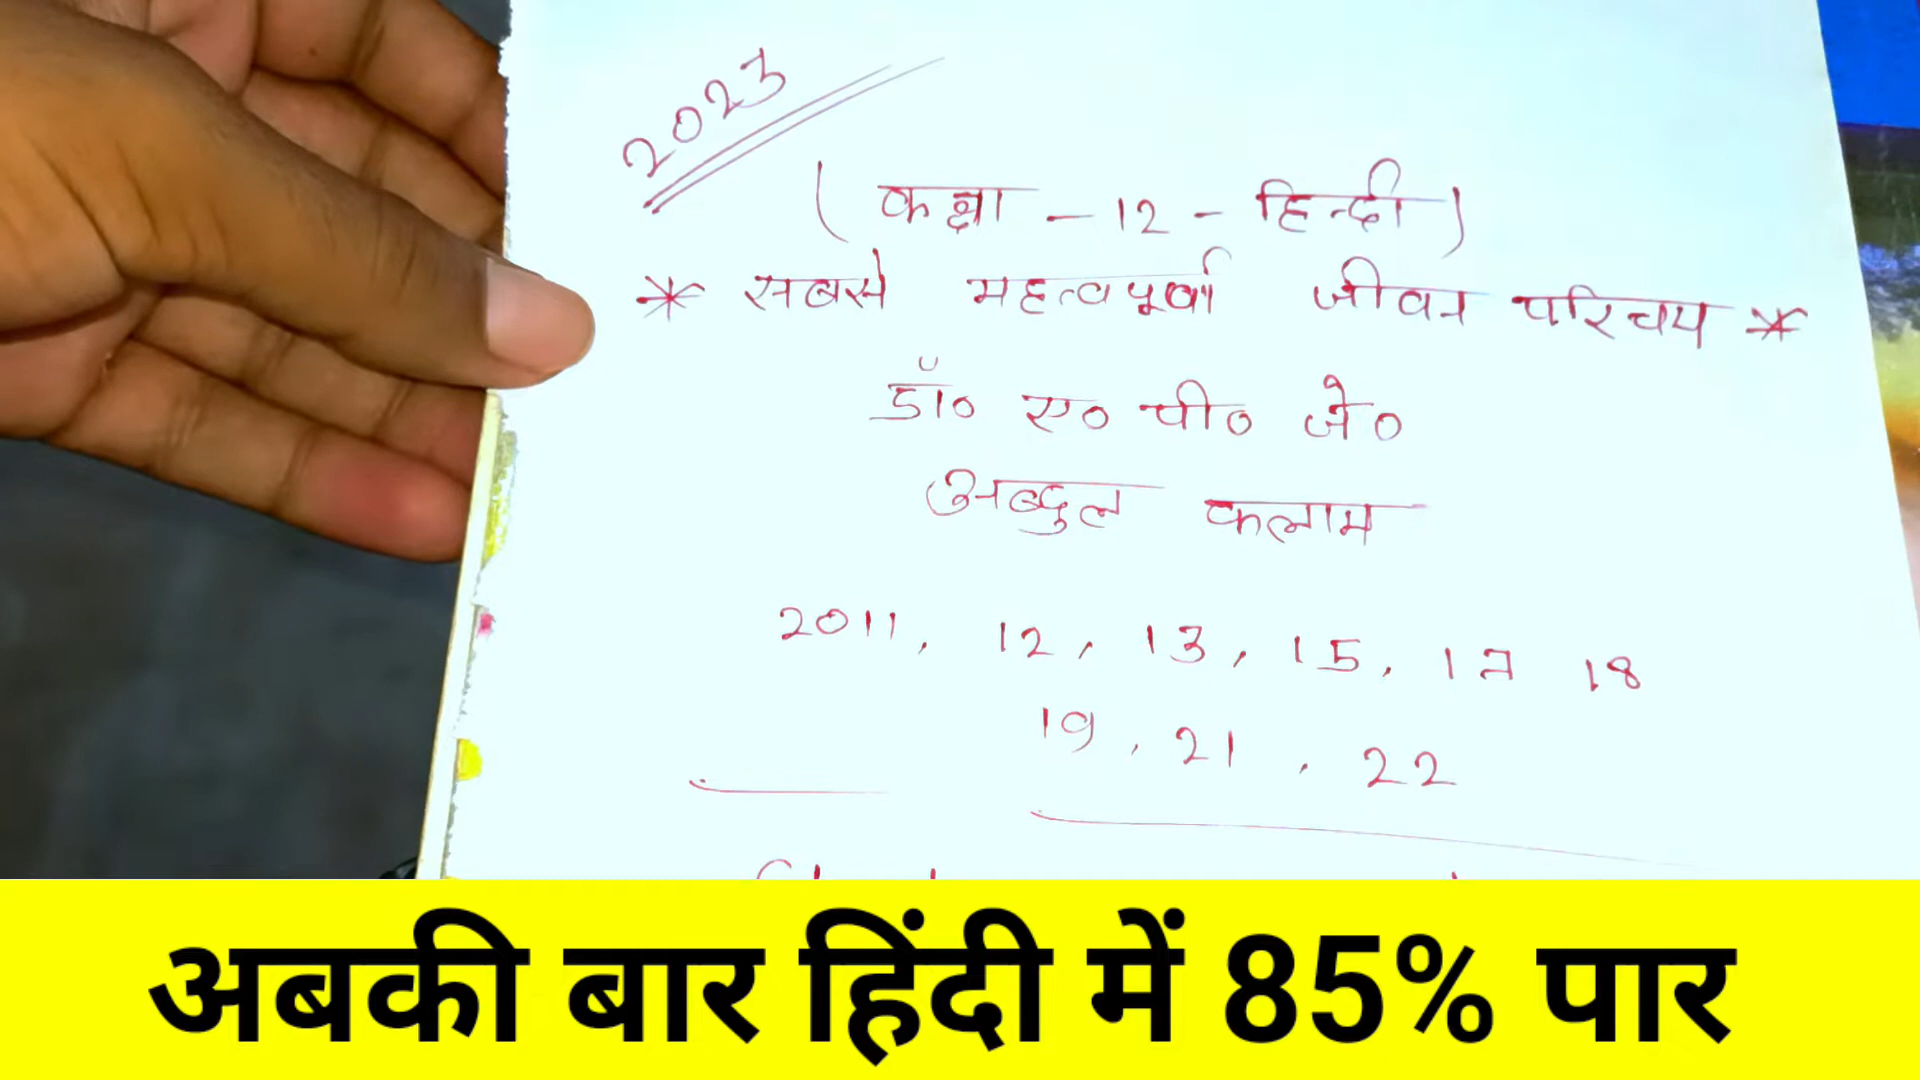 2023
(कक्षा - 12 - हिन्दी)
* सबसे महत्वपूर्ण जीवन परिचय *
डॉ० ए० पी० जे०
अब्दुल कलाम
2011, 12, 13, 15, 17 18
19, 21, 22
अबकी बार हिंदी में 85% पार